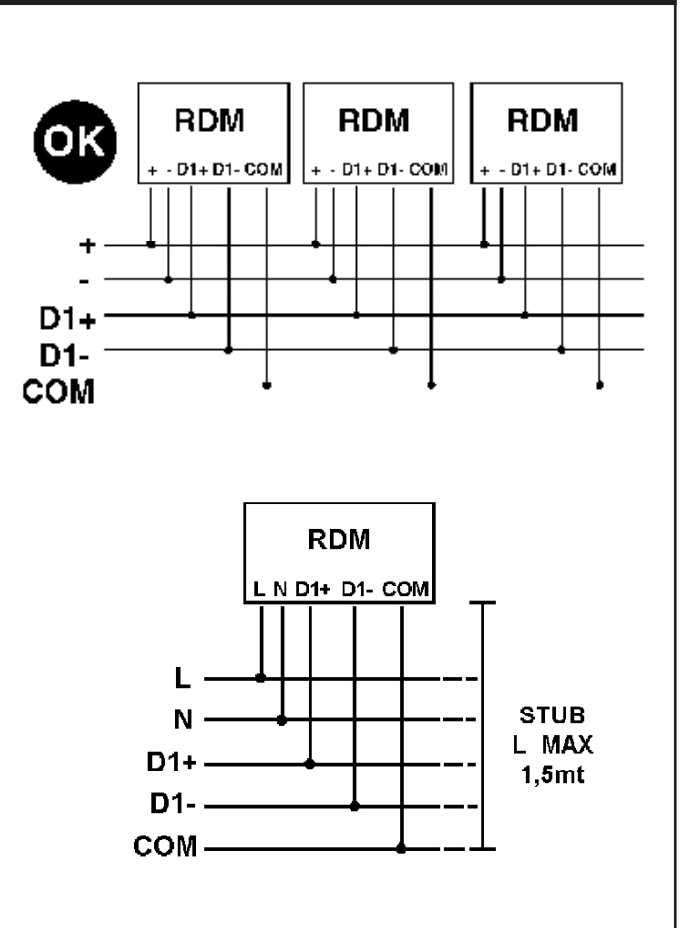 OK
RDM RDM RDM
+ - D1+ D1- COM + - D1+ D1- COM + - D1+ D1- COM
+
-
D1+
D1-
COM
RDM
L N D1+ D1- COM
L
N
D1+
D1-
COM
STUB
L MAX
1,5mt